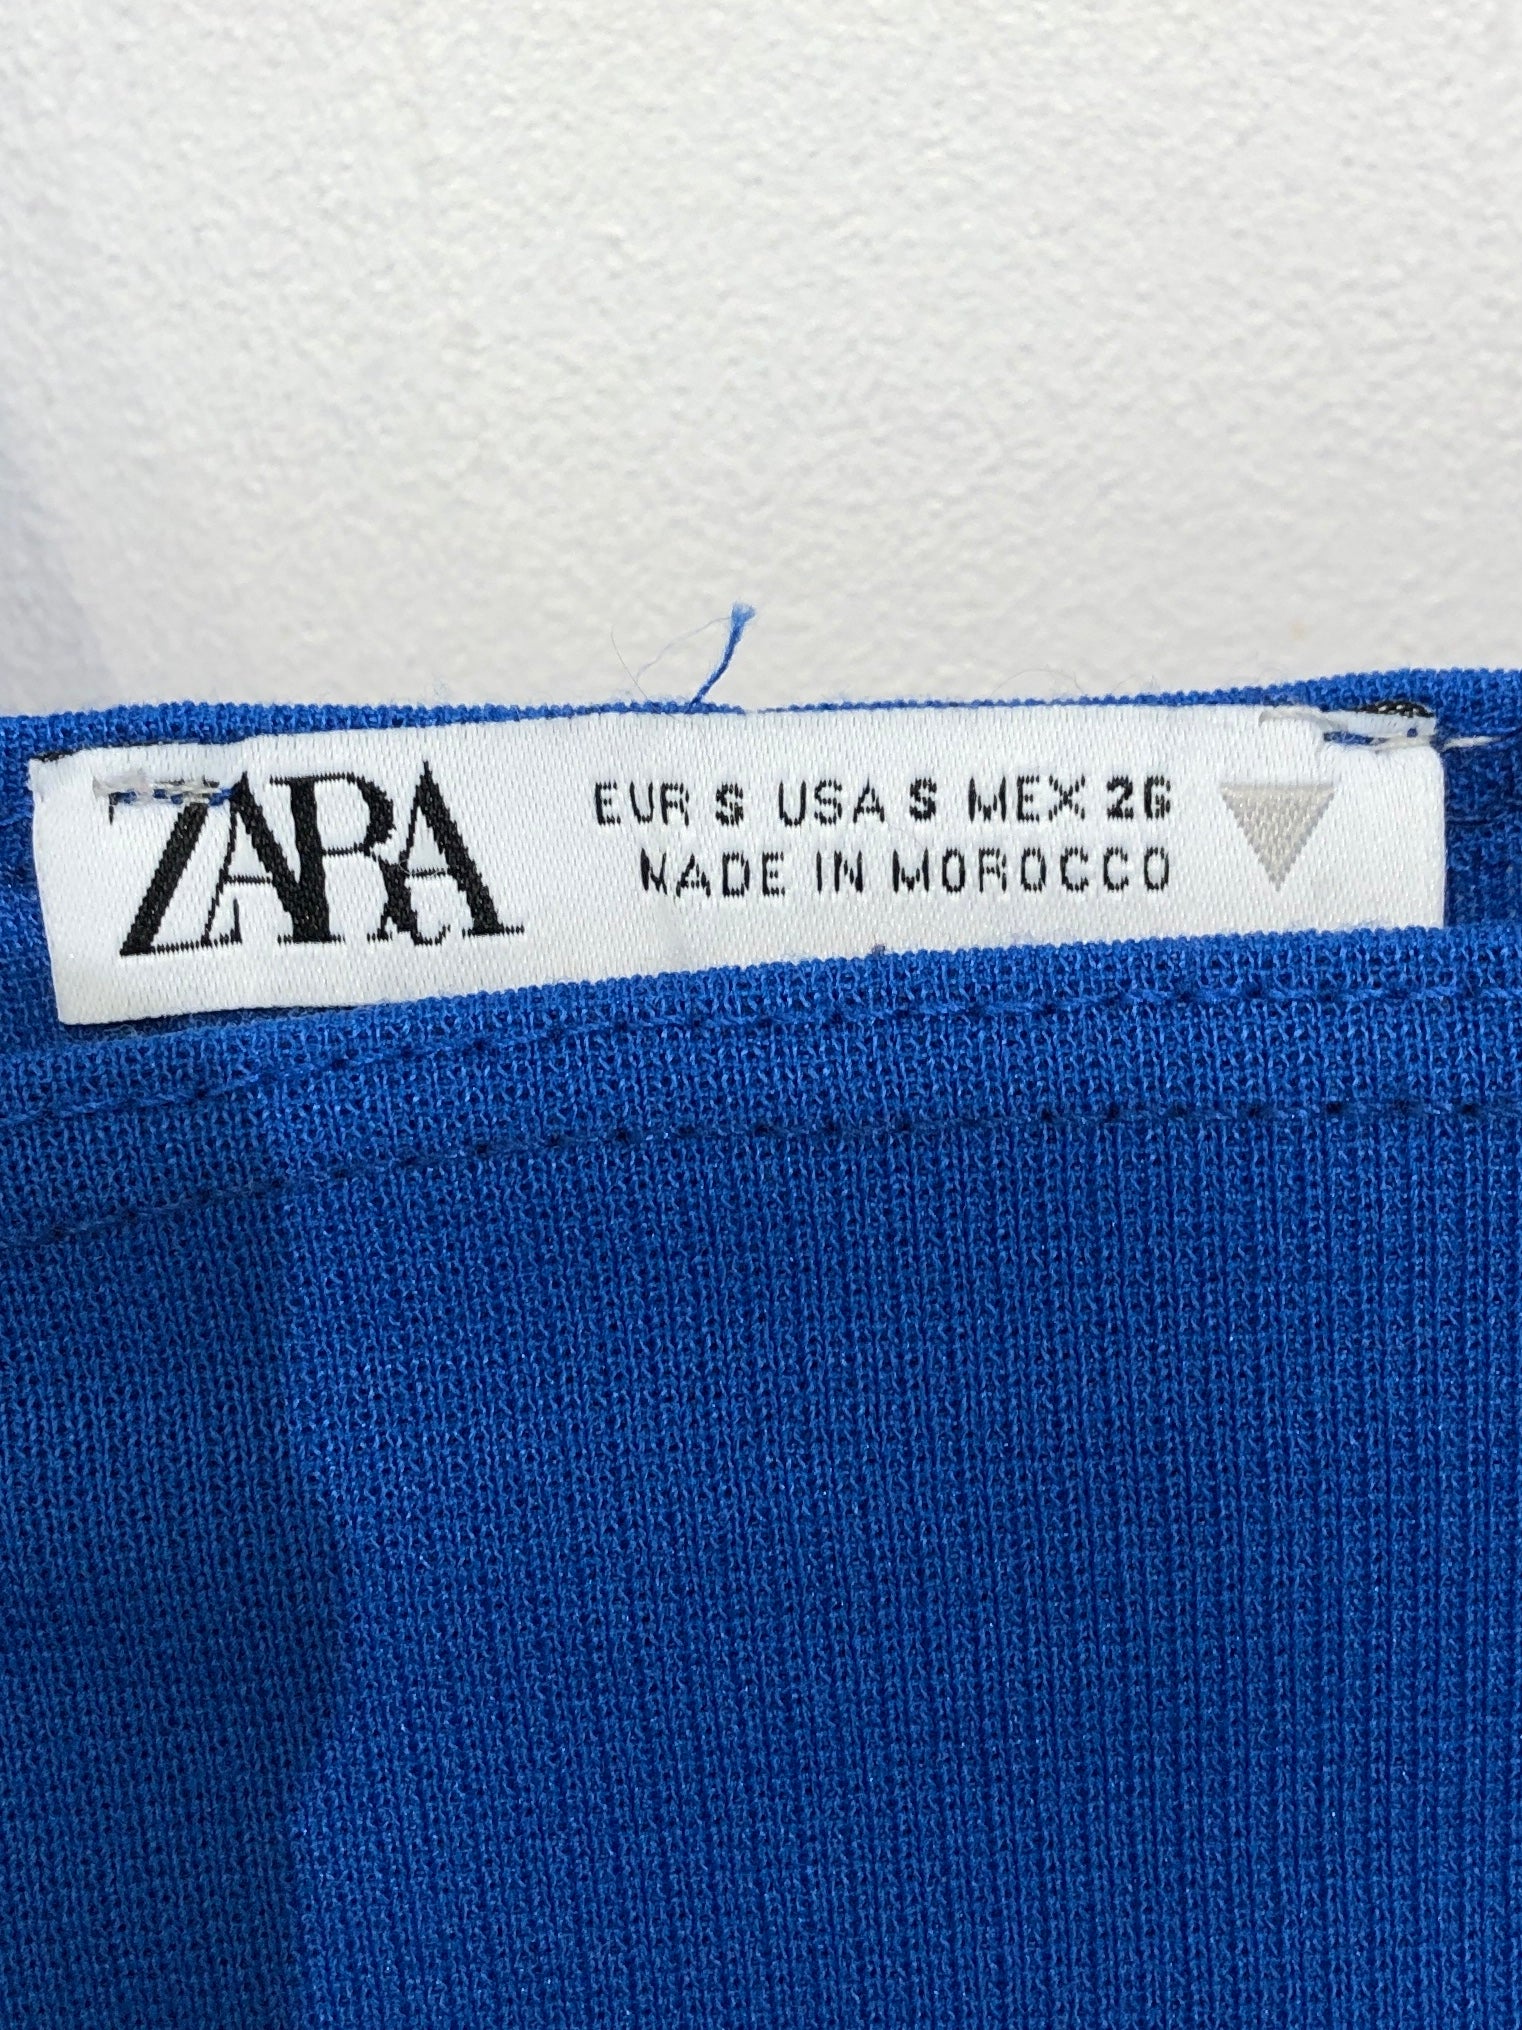 ZARA
EUR S USA S MEX 26
MADE IN MOROCCO